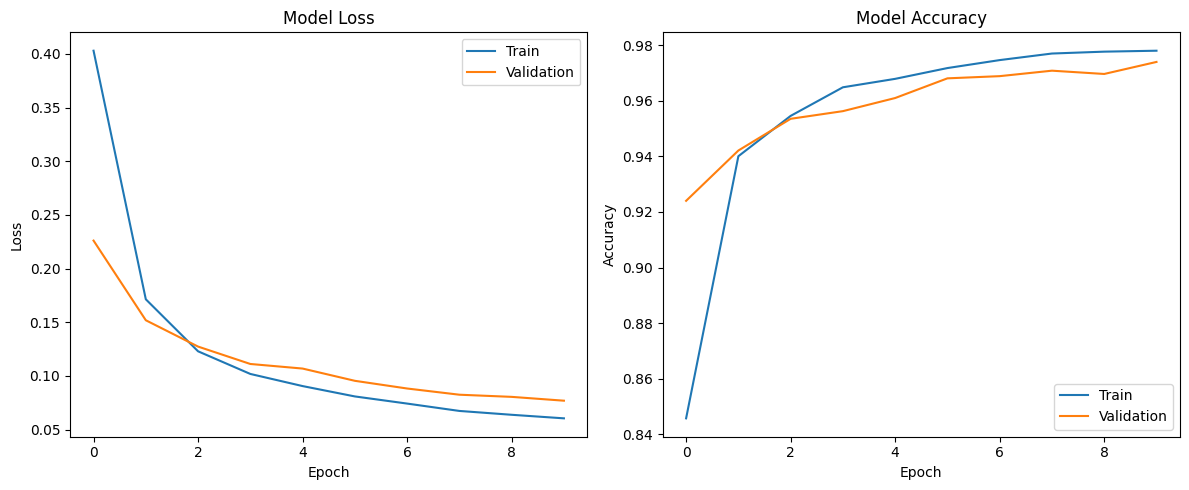 Model Loss
Train
Validation
0.40
0.35
0.30
0.25
0.20
0.15
0.10
0.05
Loss
0 2 4 6 8
Epoch
Model Accuracy
0.98
0.96
0.94
0.92
0.90
0.88
0.86
0.84
Accuracy
Train
Validation
0 2 4 6 8
Epoch